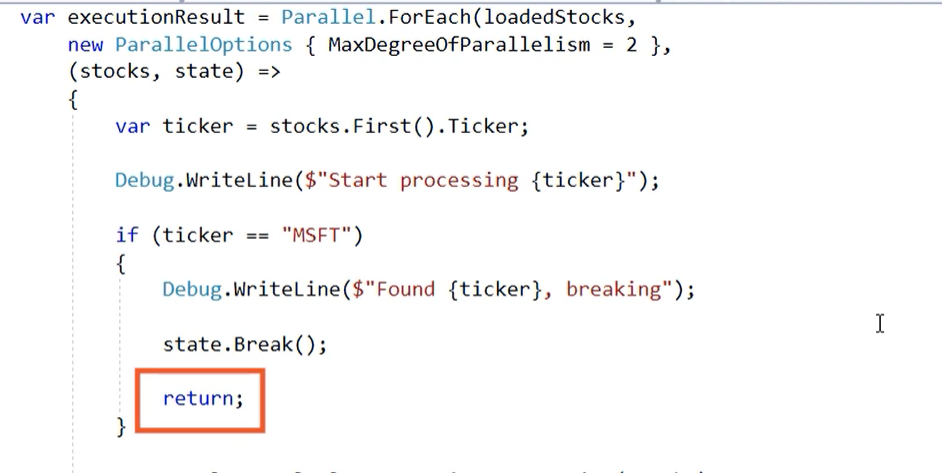 var executionResult = Parallel.ForEach(loadedStocks,
new ParallelOptions { MaxDegreeOfParallelism = 2 },
(stocks, state) =>
{
var ticker = stocks.First().Ticker;
Debug.WriteLine($"Start processing {ticker}");
if (ticker == "MSFT")
{
Debug.WriteLine($"Found {ticker}, breaking");
state.Break();
return;
}